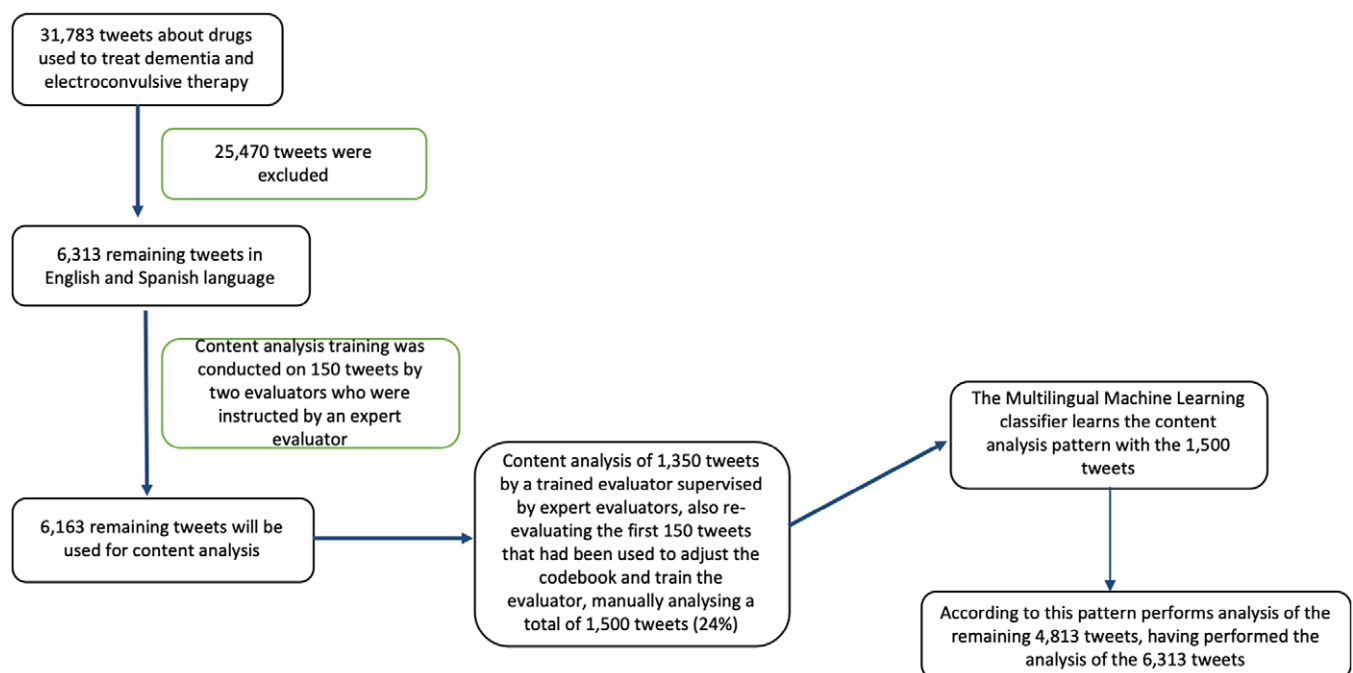 31,783 tweets about drugs
used to treat dementia and
electroconvulsive therapy
25,470 tweets were
excluded
6,313 remaining tweets in
English and Spanish language
Content analysis training was
conducted on 150 tweets by
two evaluators who were
instructed by an expert
evaluator
6,163 remaining tweets will be
used for content analysis
Content analysis of 1,350 tweets
by a trained evaluator supervised
by expert evaluators, also re-
evaluating the first 150 tweets
that had been used to adjust the
codebook and train the
evaluator, manually analysing a
total of 1,500 tweets (24%)
The Multilingual Machine Learning
classifier learns the content
analysis pattern with the 1,500
tweets
According to this pattern performs analysis of the
remaining 4,813 tweets, having performed the
analysis of the 6,313 tweets